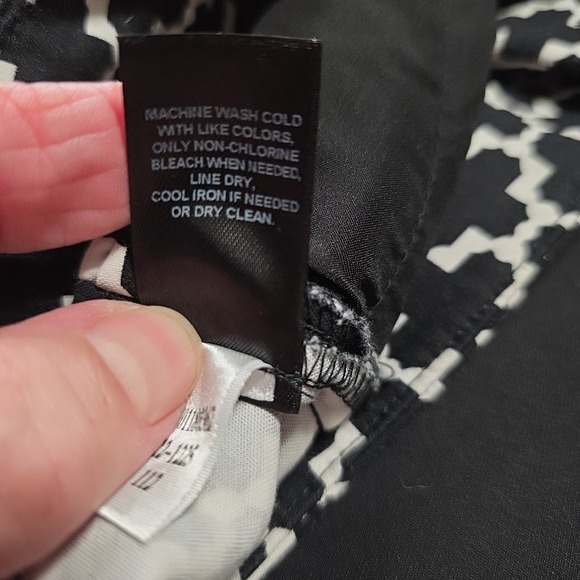 MACHINE WASH COLD
WITH LIKE COLORS,
ONLY NON-CHLORINE
BLEACH WHEN NEEDED,
LINE DRY,
COOL IRON IF NEEDED
OR DRY CLEAN.
112